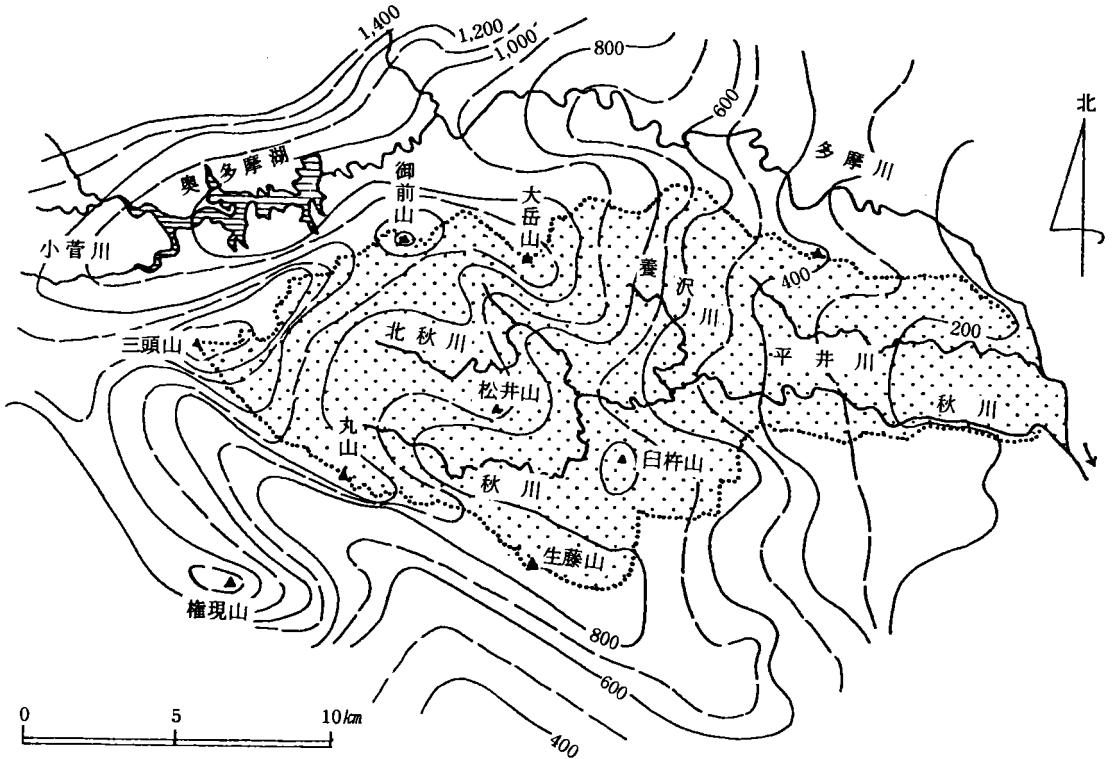 1,400
1,200
1,000
800
600
北
多摩川
奥多摩湖
御前山
大岳山
小菅川
養沢川
400
200
三頭山
北秋川
平井川
松井山
秋川
丸山
臼杵山
秋川
生藤山
権現山
800
600
400
0 5 10km